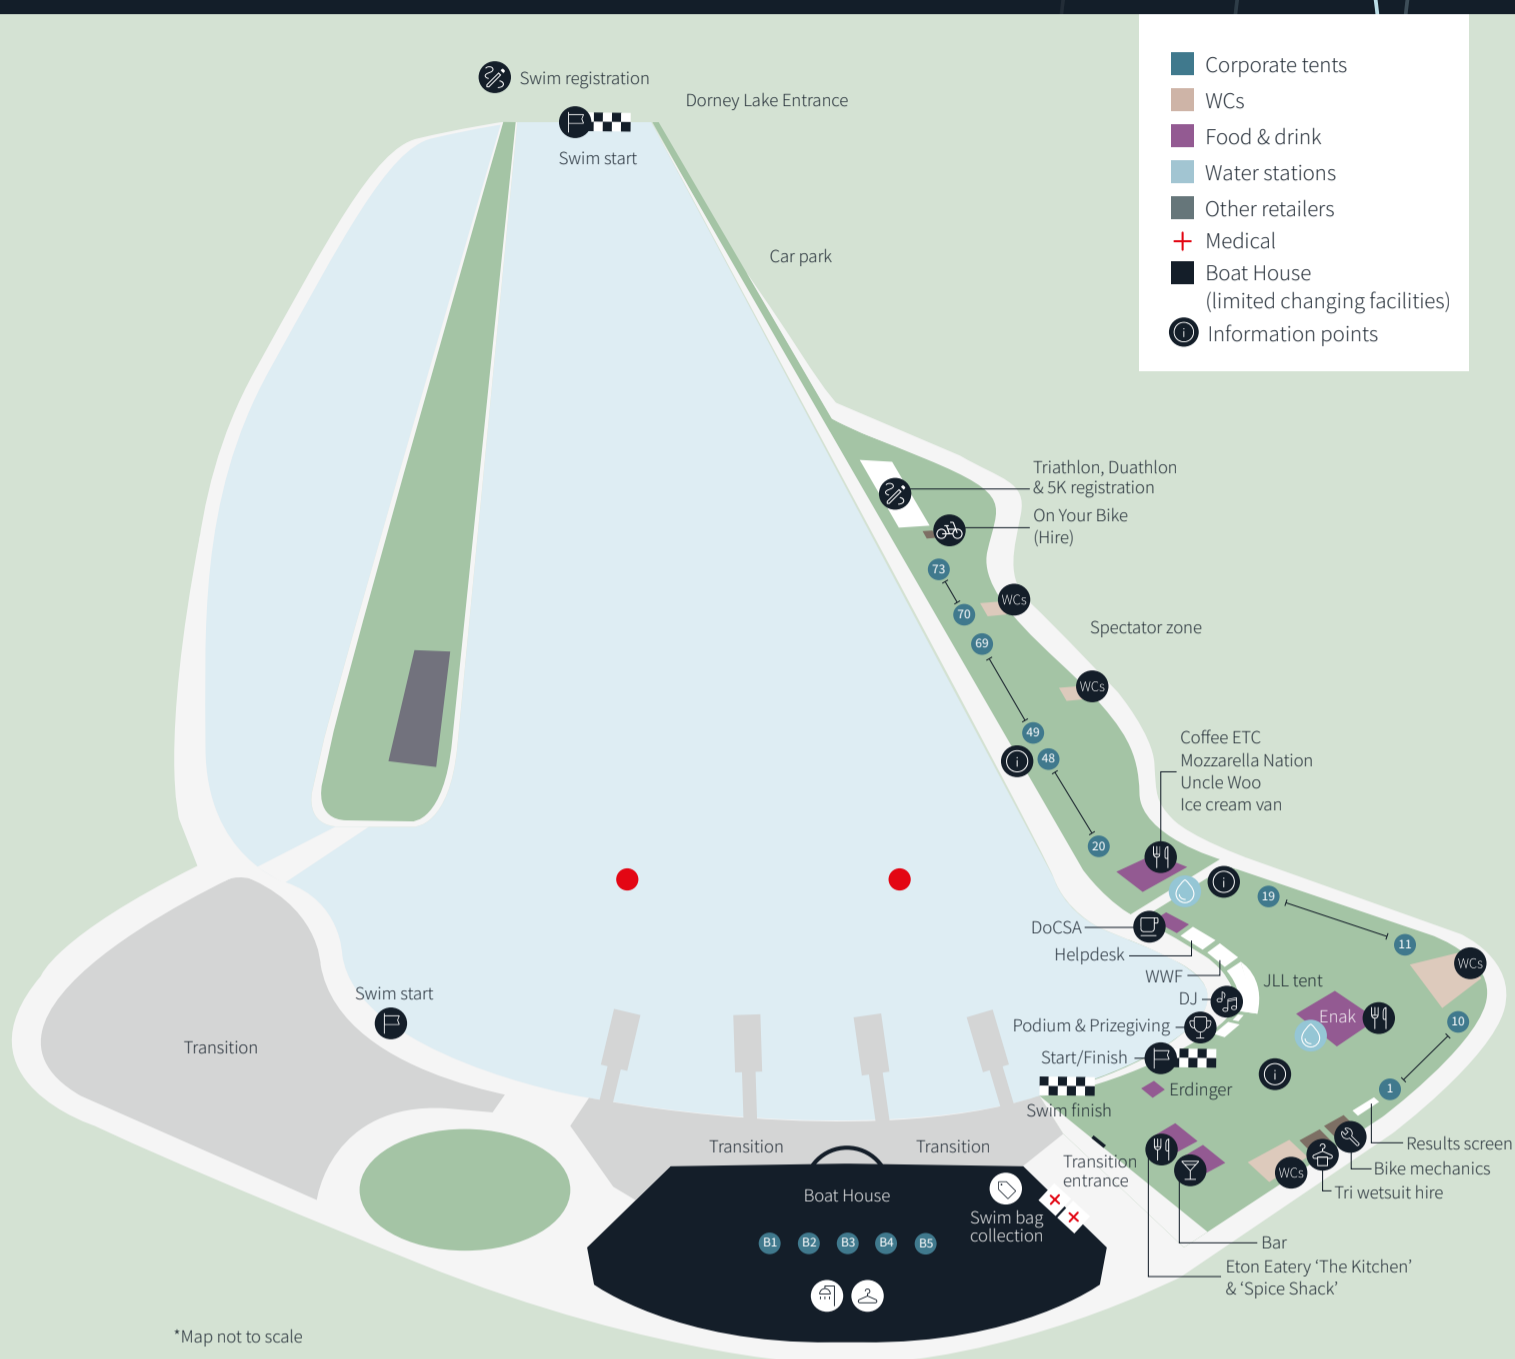 Swim registration
Dorney Lake Entrance
Swim start
Car park
Corporate tents
WCs
Food & drink
Water stations
Other retailers
Medical
Boat House
(limited changing facilities)
i
Information points
Triathlon, Duathlon
& 5K registration
On Your Bike
(Hire)
73
70
WCs
69
Spectator zone
WCs
49
i
48
Coffee ETC
Mozzarella Nation
Uncle Woo
Ice cream van
20
i
19
11
WCs
DoCSA
Helpdesk
WWF
JLL tent
DJ
Enak
10
Podium & Prizegiving
Start/Finish
i
1
Erdinger
Swim finish
Swim start
Transition
Transition
Transition
Transition
entrance
Results screen
Bike mechanics
WCs
Tri wetsuit hire
Boat House
Swim bag
collection
B1
B2
B3
B4
B5
Bar
Eton Eatery ‘The Kitchen’
& ‘Spice Shack’
*Map not to scale